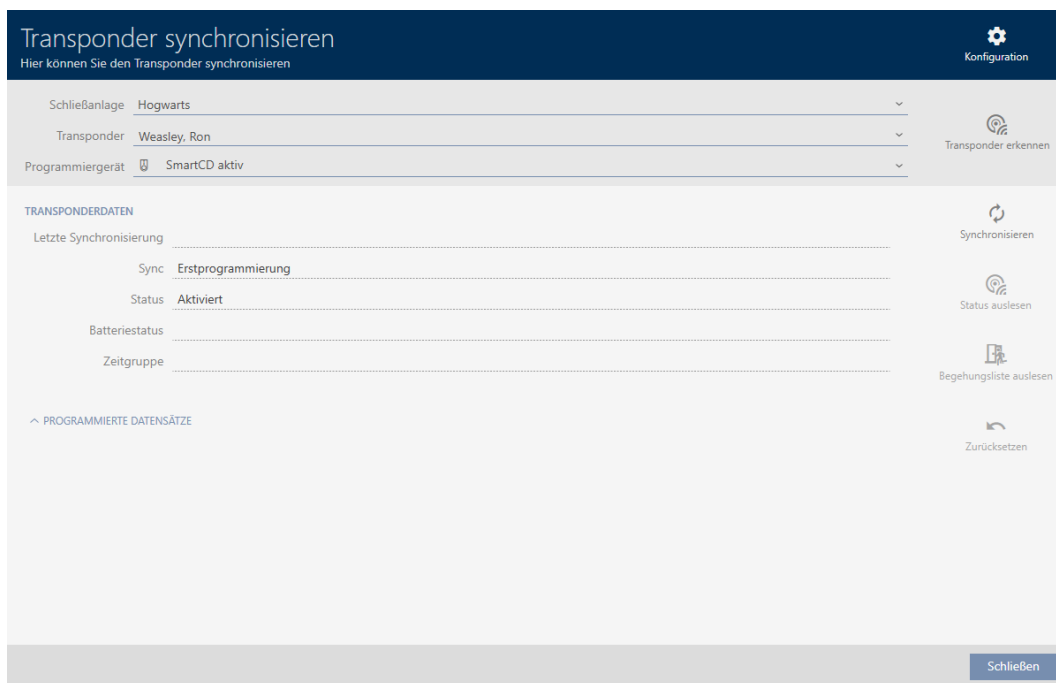 Transponder synchronisieren
Hier können Sie den Transponder synchronisieren
Konfiguration
Schließanlage Hogwarts
Transponder Weasley, Ron
Programmiergerät SmartCD aktiv
Transponder erkennen
TRANSPONDERDATEN
Letzte Synchronisierung
Sync Erstprogrammierung
Status Aktiviert
Batteriestatus
Zeitgruppe
PROGRAMMIERTE DATENSÄTZE
Synchronisieren
Status auslesen
Begehungsliste auslesen
Zurücksetzen
Schließen